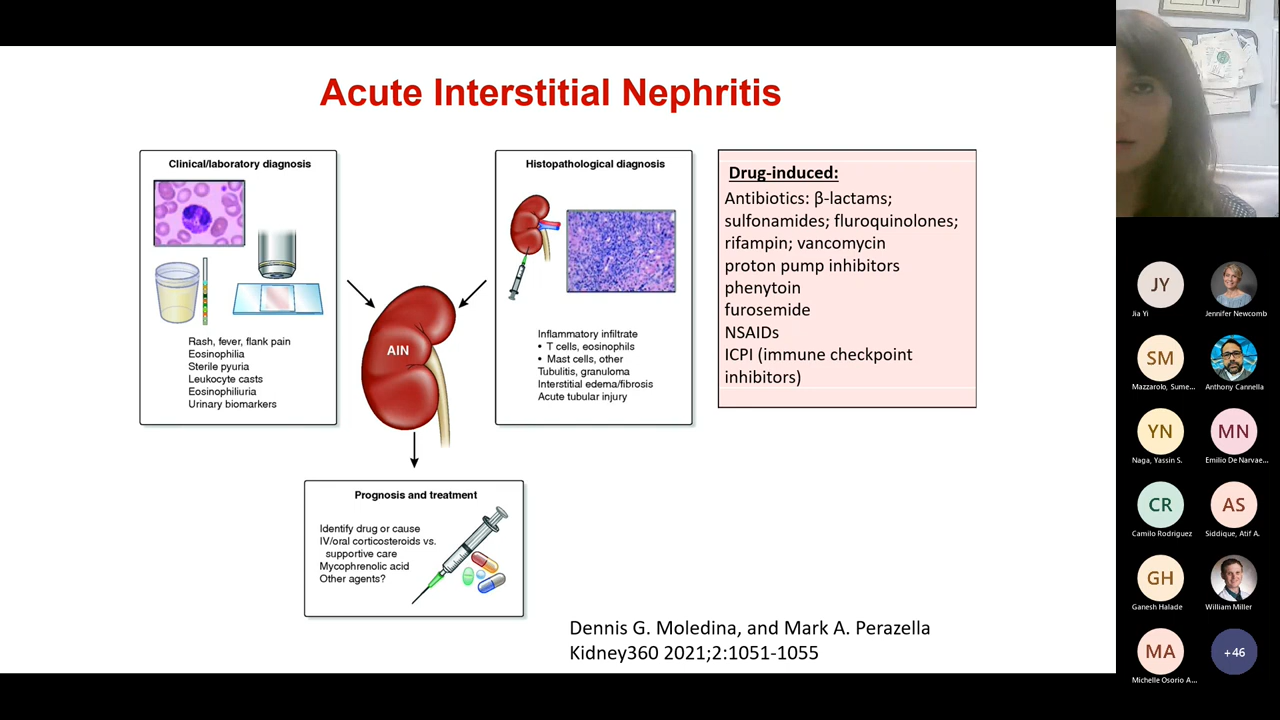 Acute Interstitial Nephritis
Clinical/laboratory diagnosis
Rash, fever, flank pain
Eosinophilia
Sterile pyuria
Leukocyte casts
Eosinophiliuria
Urinary biomarkers
AIN
Histopathological diagnosis
Inflammatory infiltrate
• T cells, eosinophils
• Mast cells, other
Tubulitis, granuloma
Interstitial edema/fibrosis
Acute tubular injury
Drug-induced:
Antibiotics: β-lactams;
sulfonamides; fluroquinolones;
rifampin; vancomycin
proton pump inhibitors
phenytoin
furosemide
NSAIDs
ICPI (immune checkpoint
inhibitors)
Prognosis and treatment
Identify drug or cause
IV/oral corticosteroids vs.
supportive care
Mycophrenolic acid
Other agents?
Dennis G. Moledina, and Mark A. Perazella
Kidney360 2021;2:1051-1055
JY
Jia Yi
Jennifer Newcomb
SM
Mazzarolo, Sume...
Anthony Cannella
YN
Naga, Yassin S.
MN
Emilio De Narvae...
CR
Camilo Rodriguez
AS
Siddique, Atif A.
GH
Ganesh Halade
William Miller
MA
Michelle Osorio A...
+46